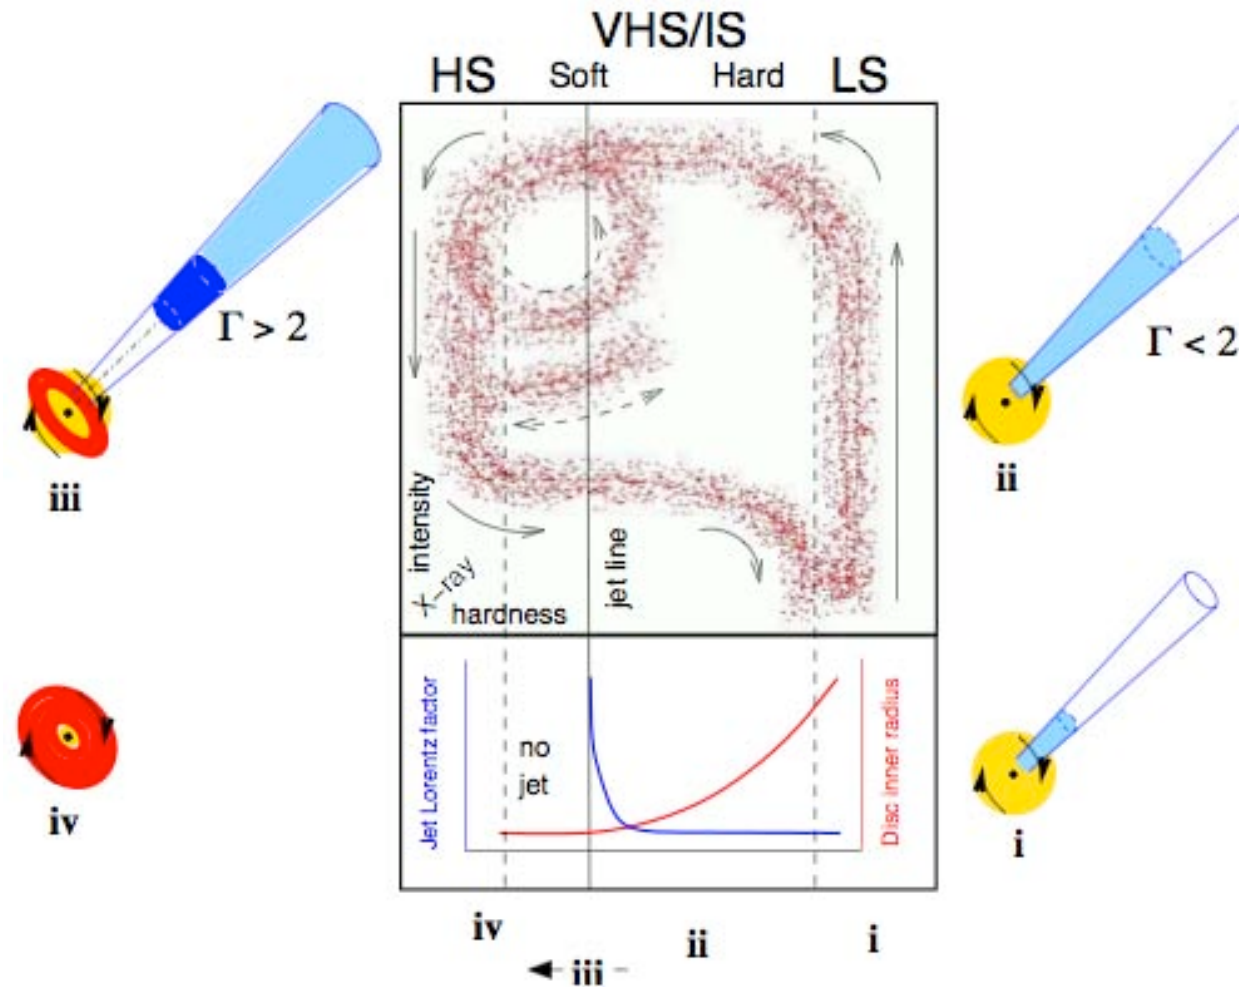 VHS/IS
HS Soft Hard LS
Γ > 2
Γ < 2
iii
ii
intensity
X-ray
hardness
jet line
Jet Lorentz factor
no
jet
Disc inner radius
iv
i
iv
ii
i
iii